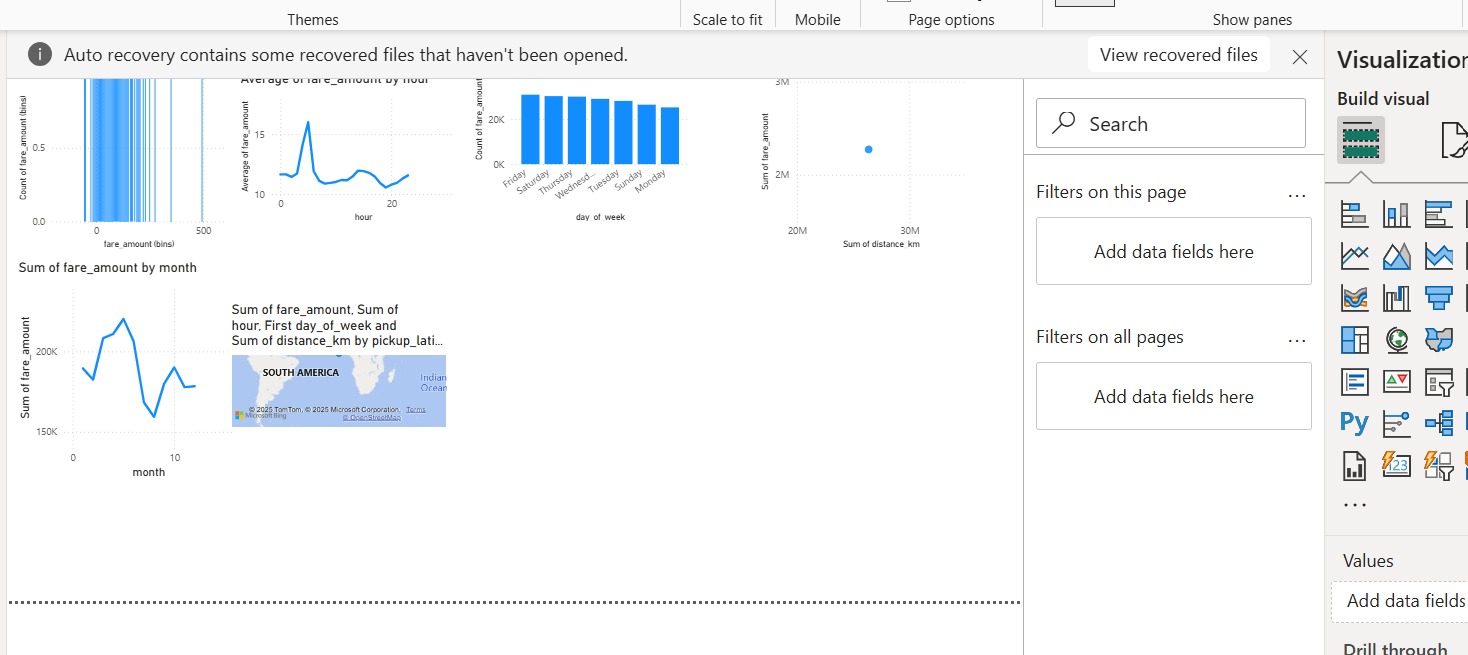 Themes
Scale to fit
Mobile
Page options
Show panes
Auto recovery contains some recovered files that haven't been opened.
View recovered files
Visualization
Build visual
Search
Filters on this page
...
Add data fields here
Filters on all pages
...
Add data fields here
Py
123
...
Values
Add data fields
Drill through
Count of fare_amount (bins)
0.5
0.0
0
500
fare_amount (bins)
Average of fare_amount by hour
Average of fare_amount
15
10
0
20
hour
Count of fare_amount
20K
0K
Friday
Saturday
Thursday
Wednesd...
Tuesday
Sunday
Monday
day_of_week
Sum of fare_amount
3M
2M
20M
30M
Sum of distance_km
Sum of fare_amount by month
Sum of fare_amount
200K
150K
0
10
month
Sum of fare_amount, Sum of
hour, First day_of_week and
Sum of distance_km by pickup_lati...
SOUTH AMERICA
Indian
Ocean
© 2025 TomTom, © 2025 Microsoft Corporation,
Terms
Microsoft Bing
© OpenStreetMap